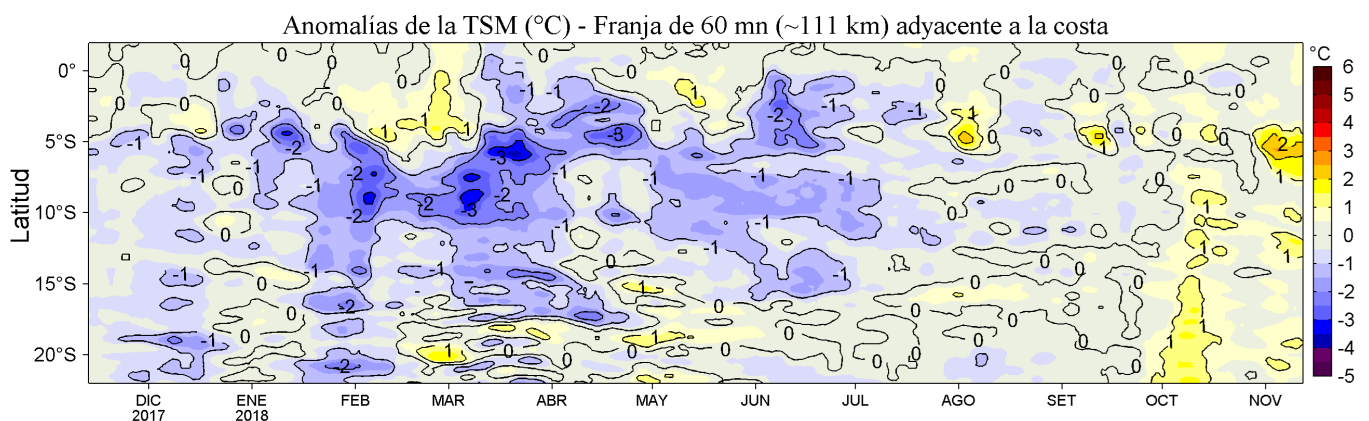 Anomalías de la TSM (°C) - Franja de 60 mn (~111 km) adyacente a la costa
°C
6
5
4
3
2
1
0
-1
-2
-3
-4
-5
Latitud
0°
5°S
10°S
15°S
20°S
DIC ENE FEB MAR ABR MAY JUN JUL AGO SET OCT NOV
2017 2018